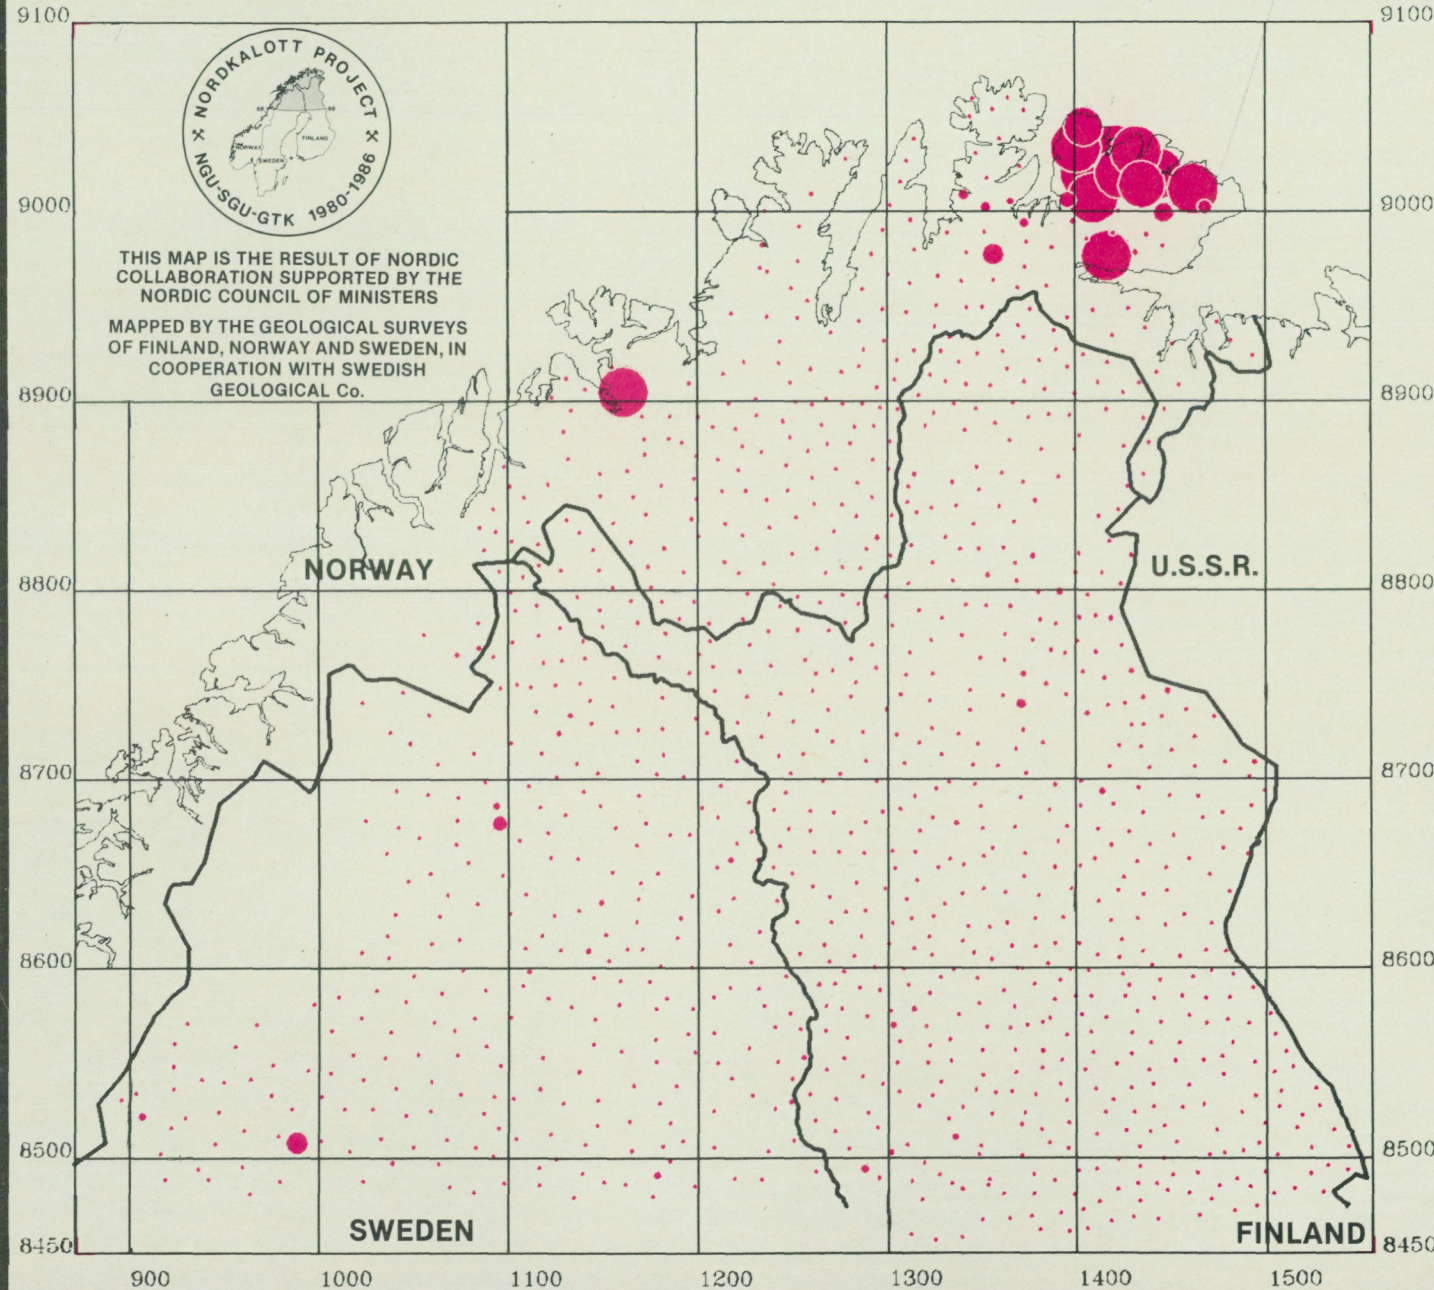 9100
9100
NORDKALOTT PROJECT
NGU-SGU-GTK 1980-1986
FINLAND
NORWAY
SWEDEN
9000
9000
THIS MAP IS THE RESULT OF NORDIC
COLLABORATION SUPPORTED BY THE
NORDIC COUNCIL OF MINISTERS
MAPPED BY THE GEOLOGICAL SURVEYS
OF FINLAND, NORWAY AND SWEDEN, IN
COOPERATION WITH SWEDISH
GEOLOGICAL Co.
8900
8900
NORWAY
U.S.S.R.
8800
8800
8700
8700
8600
8600
8500
8500
SWEDEN
FINLAND
8450
8450
900
1000
1100
1200
1300
1400
1500